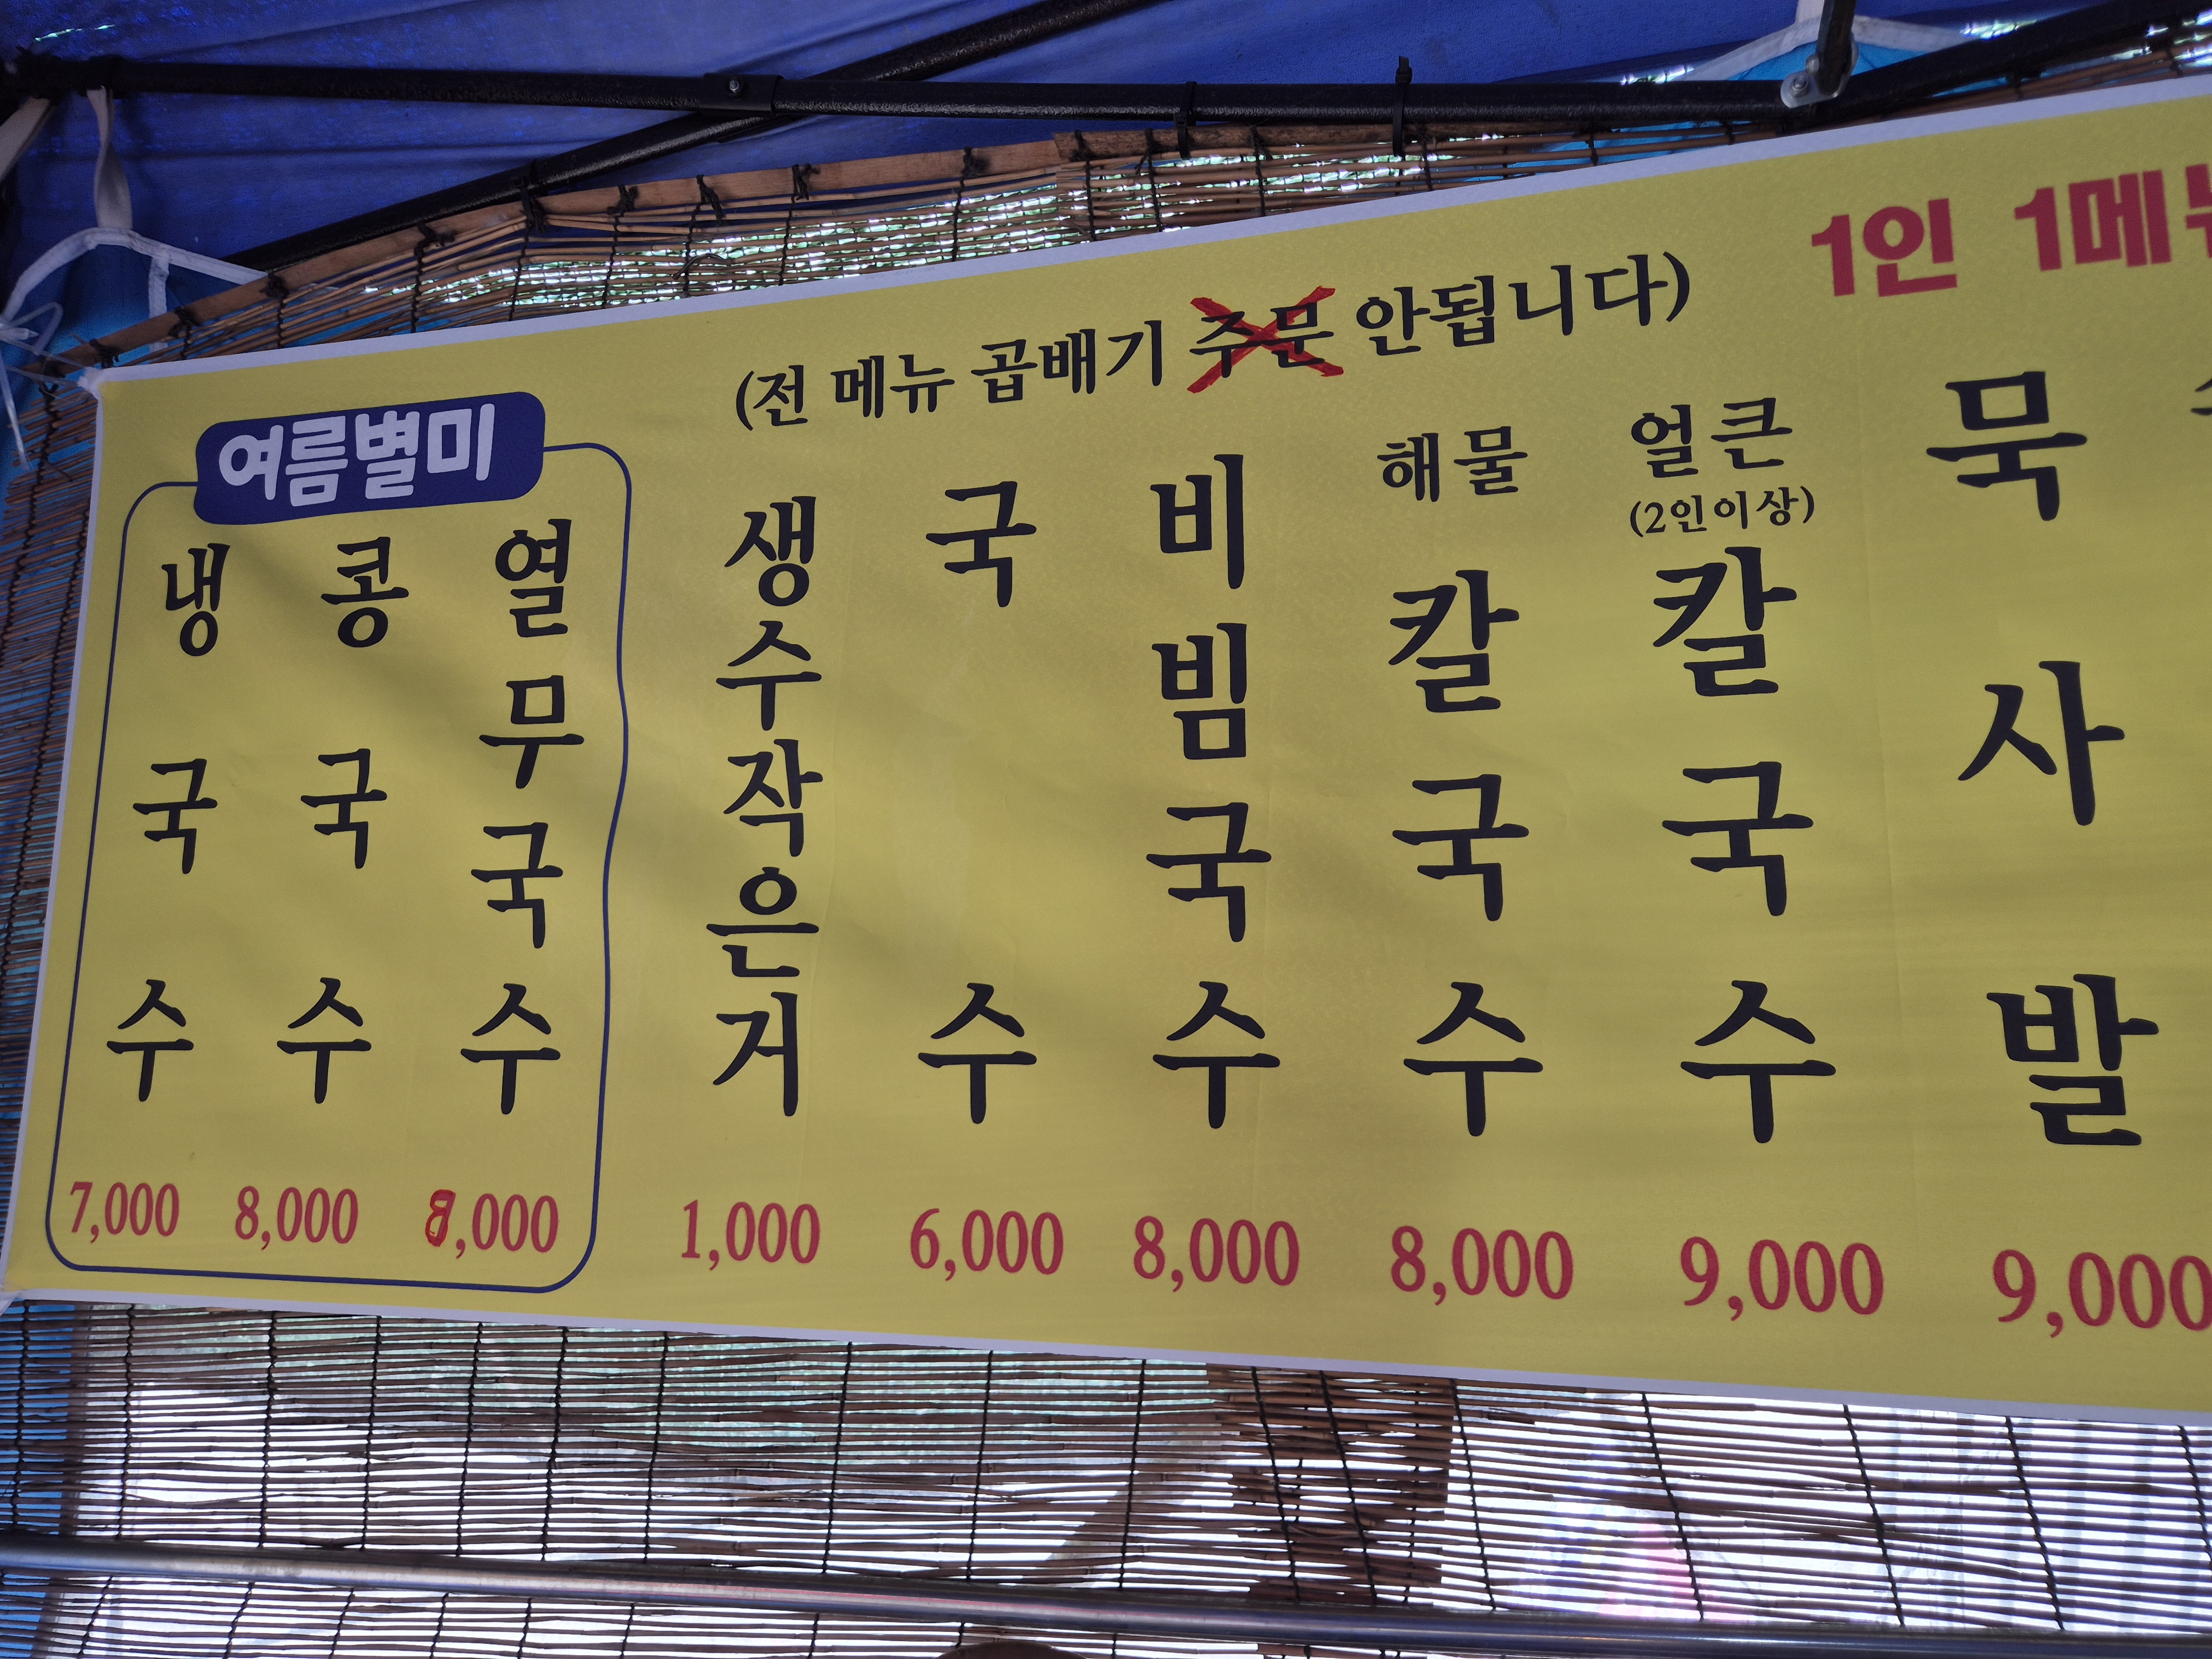 1인 1메뉴
(전 메뉴 곱배기 주문 안됩니다)
여름별미
냉국수 7,000
콩국수 8,000
열무국수 8,000
생수작은거 1,000
국수 6,000
비빔국수 8,000
해물칼국수 8,000
얼큰(2인이상)칼국수 9,000
묵사발 9,000